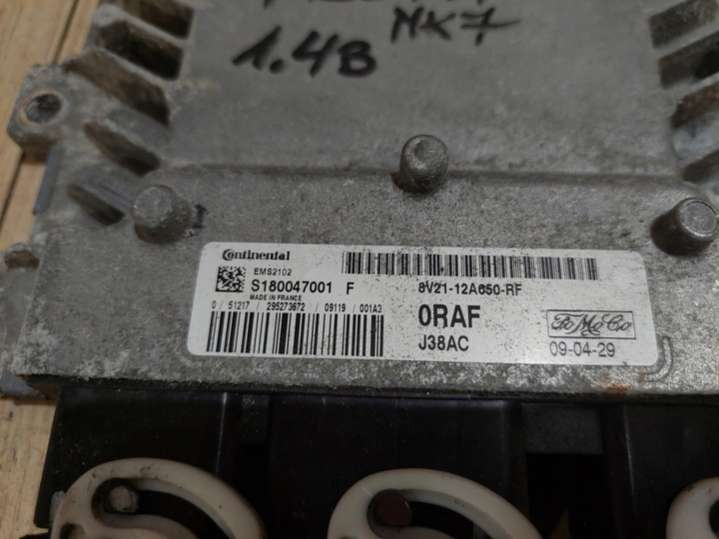 MK7
1.4B
Continental
EMS2102
S180047001 F
MADE IN FRANCE
8V21-12A650-RF
0 / 51217 / 295273672 / 09119 / 001A3
0RAF
FoMoCo
J38AC
09-04-29